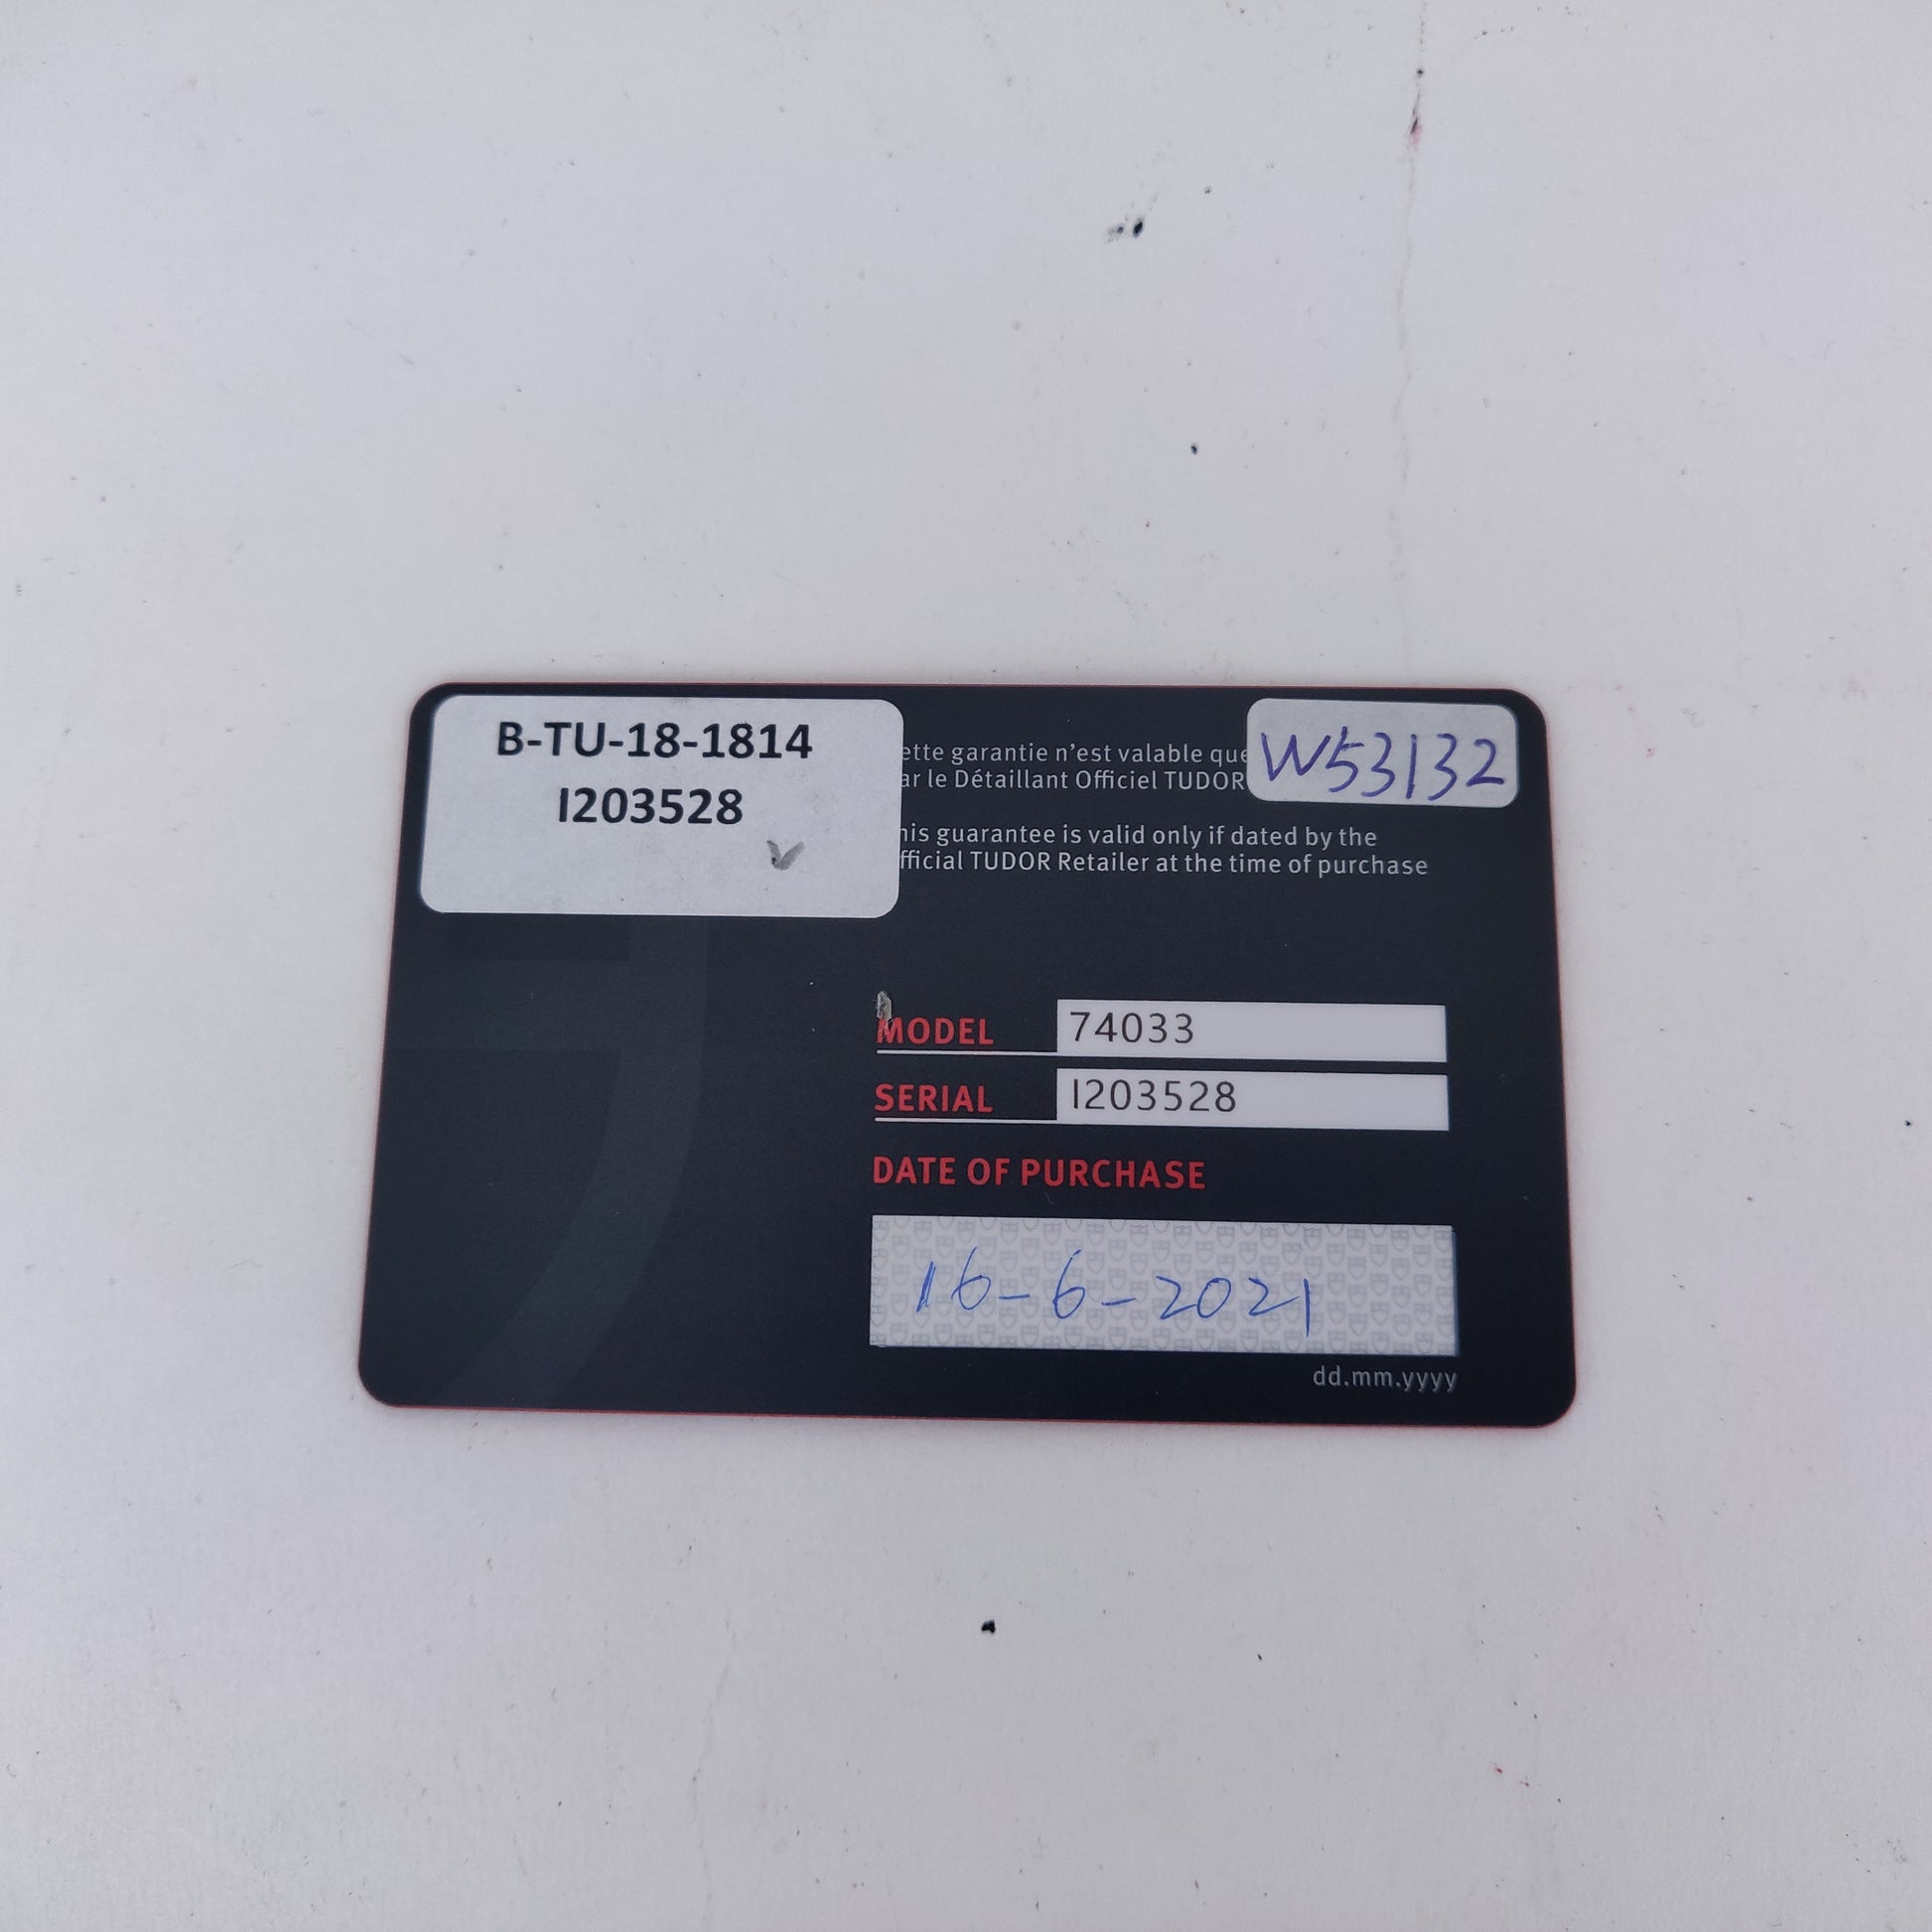 B-TU-18-1814
I203528
W53132
ette garantie n'est valable que
ar le Détaillant Officiel TUDOR
his guarantee is valid only if dated by the
fficial TUDOR Retailer at the time of purchase
MODEL 74033
SERIAL I203528
DATE OF PURCHASE
16-6-2021
dd.mm.yyyy